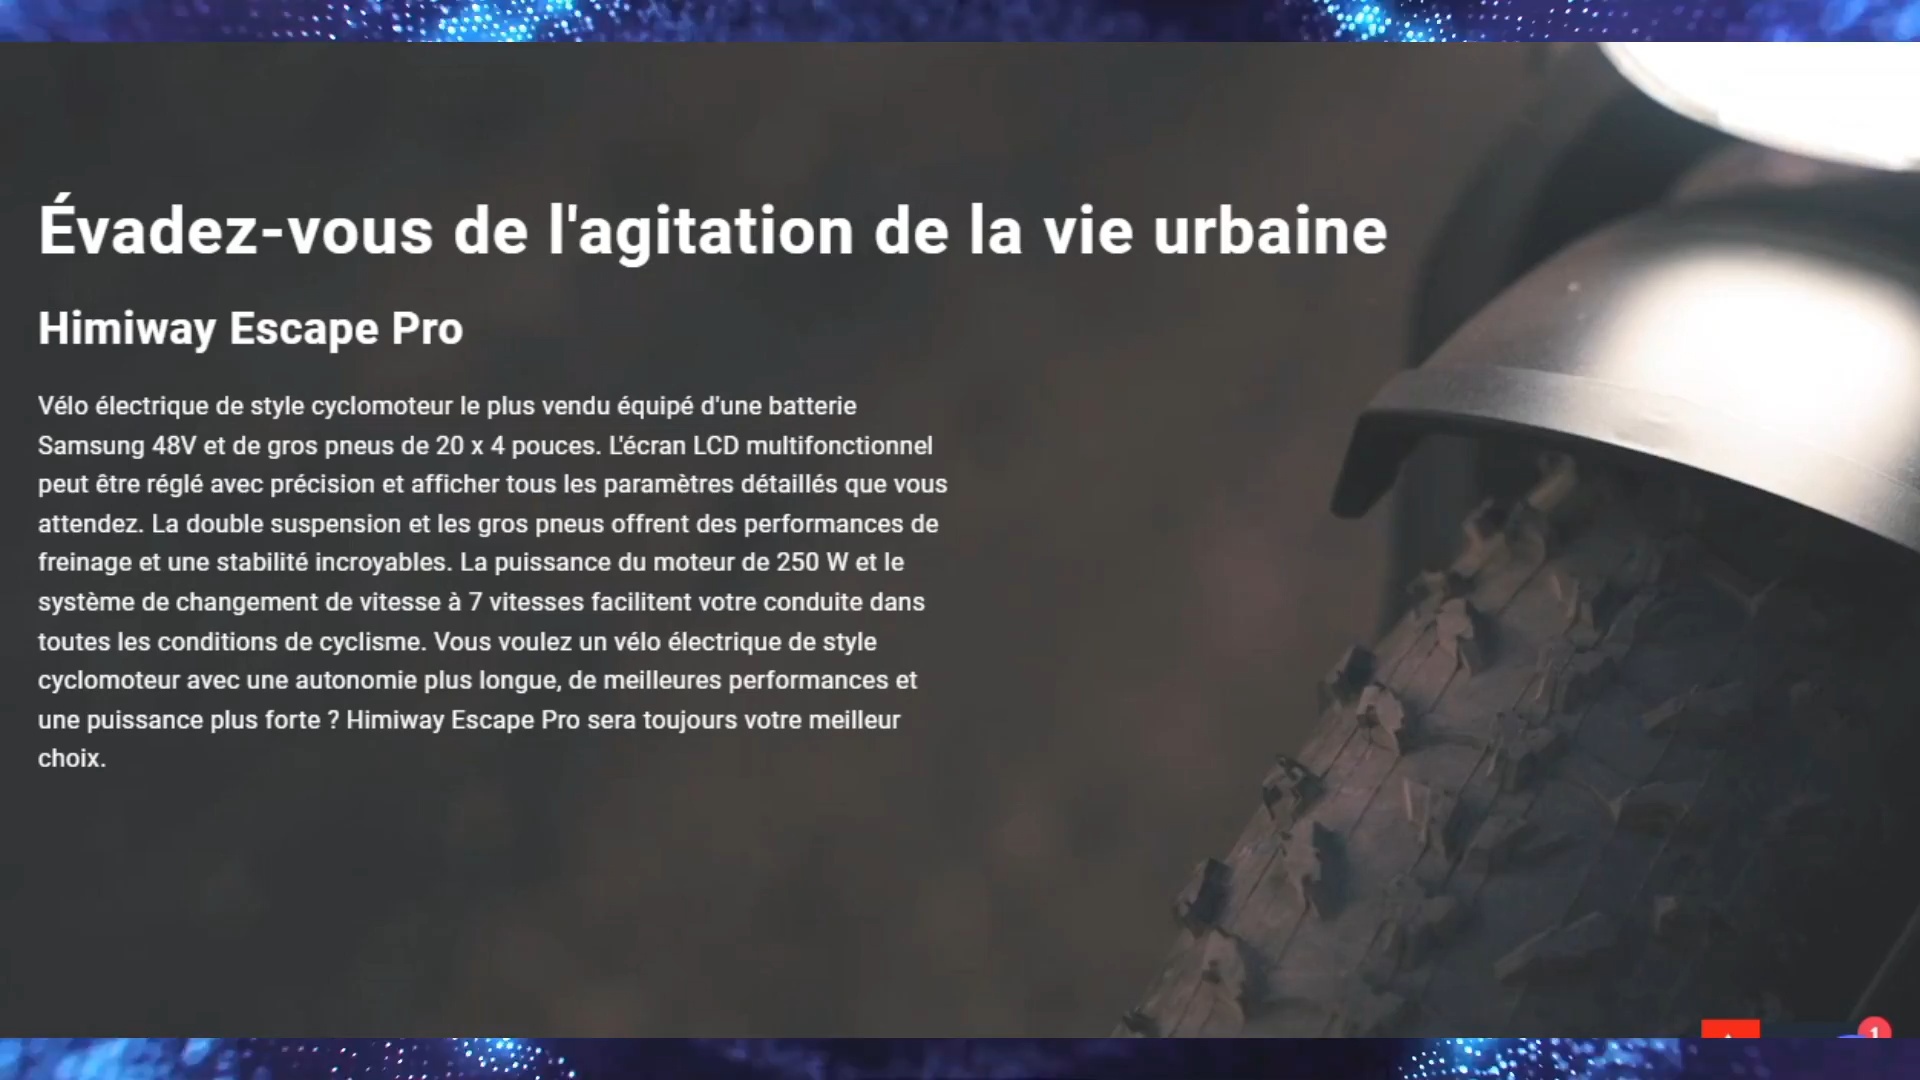 Évadez-vous de l'agitation de la vie urbaine
Himiway Escape Pro
Vélo électrique de style cyclomoteur le plus vendu équipé d'une batterie
Samsung 48V et de gros pneus de 20 x 4 pouces. L'écran LCD multifonctionnel
peut être réglé avec précision et afficher tous les paramètres détaillés que vous
attendez. La double suspension et les gros pneus offrent des performances de
freinage et une stabilité incroyables. La puissance du moteur de 250 W et le
système de changement de vitesse à 7 vitesses facilitent votre conduite dans
toutes les conditions de cyclisme. Vous voulez un vélo électrique de style
cyclomoteur avec une autonomie plus longue, de meilleures performances et
une puissance plus forte ? Himiway Escape Pro sera toujours votre meilleur
choix.
1